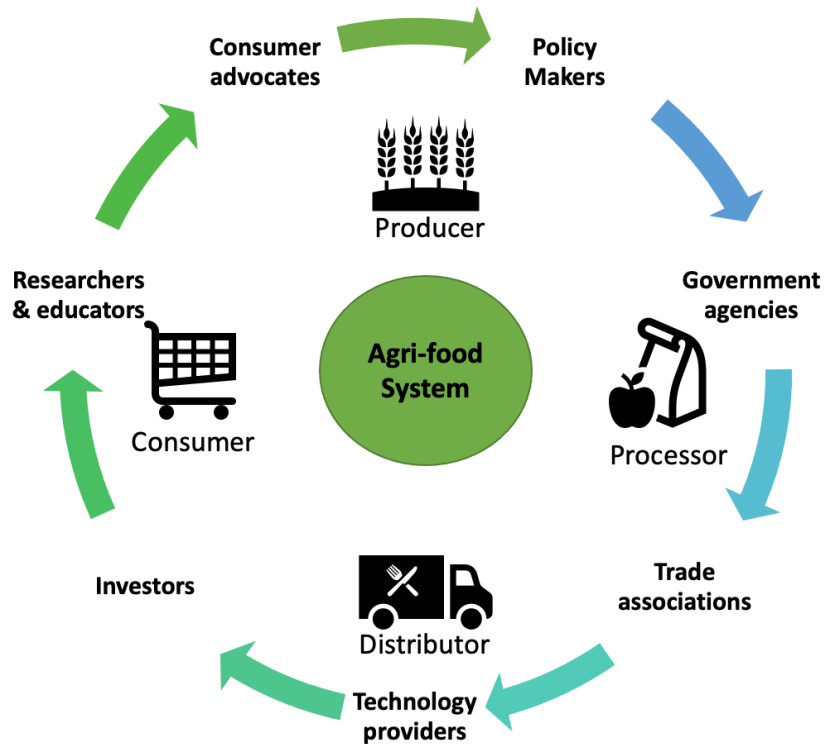 Consumer
advocates
Policy
Makers
Producer
Researchers
& educators
Government
agencies
Agri-food
System
Consumer
Processor
Investors
Trade
associations
Distributor
Technology
providers